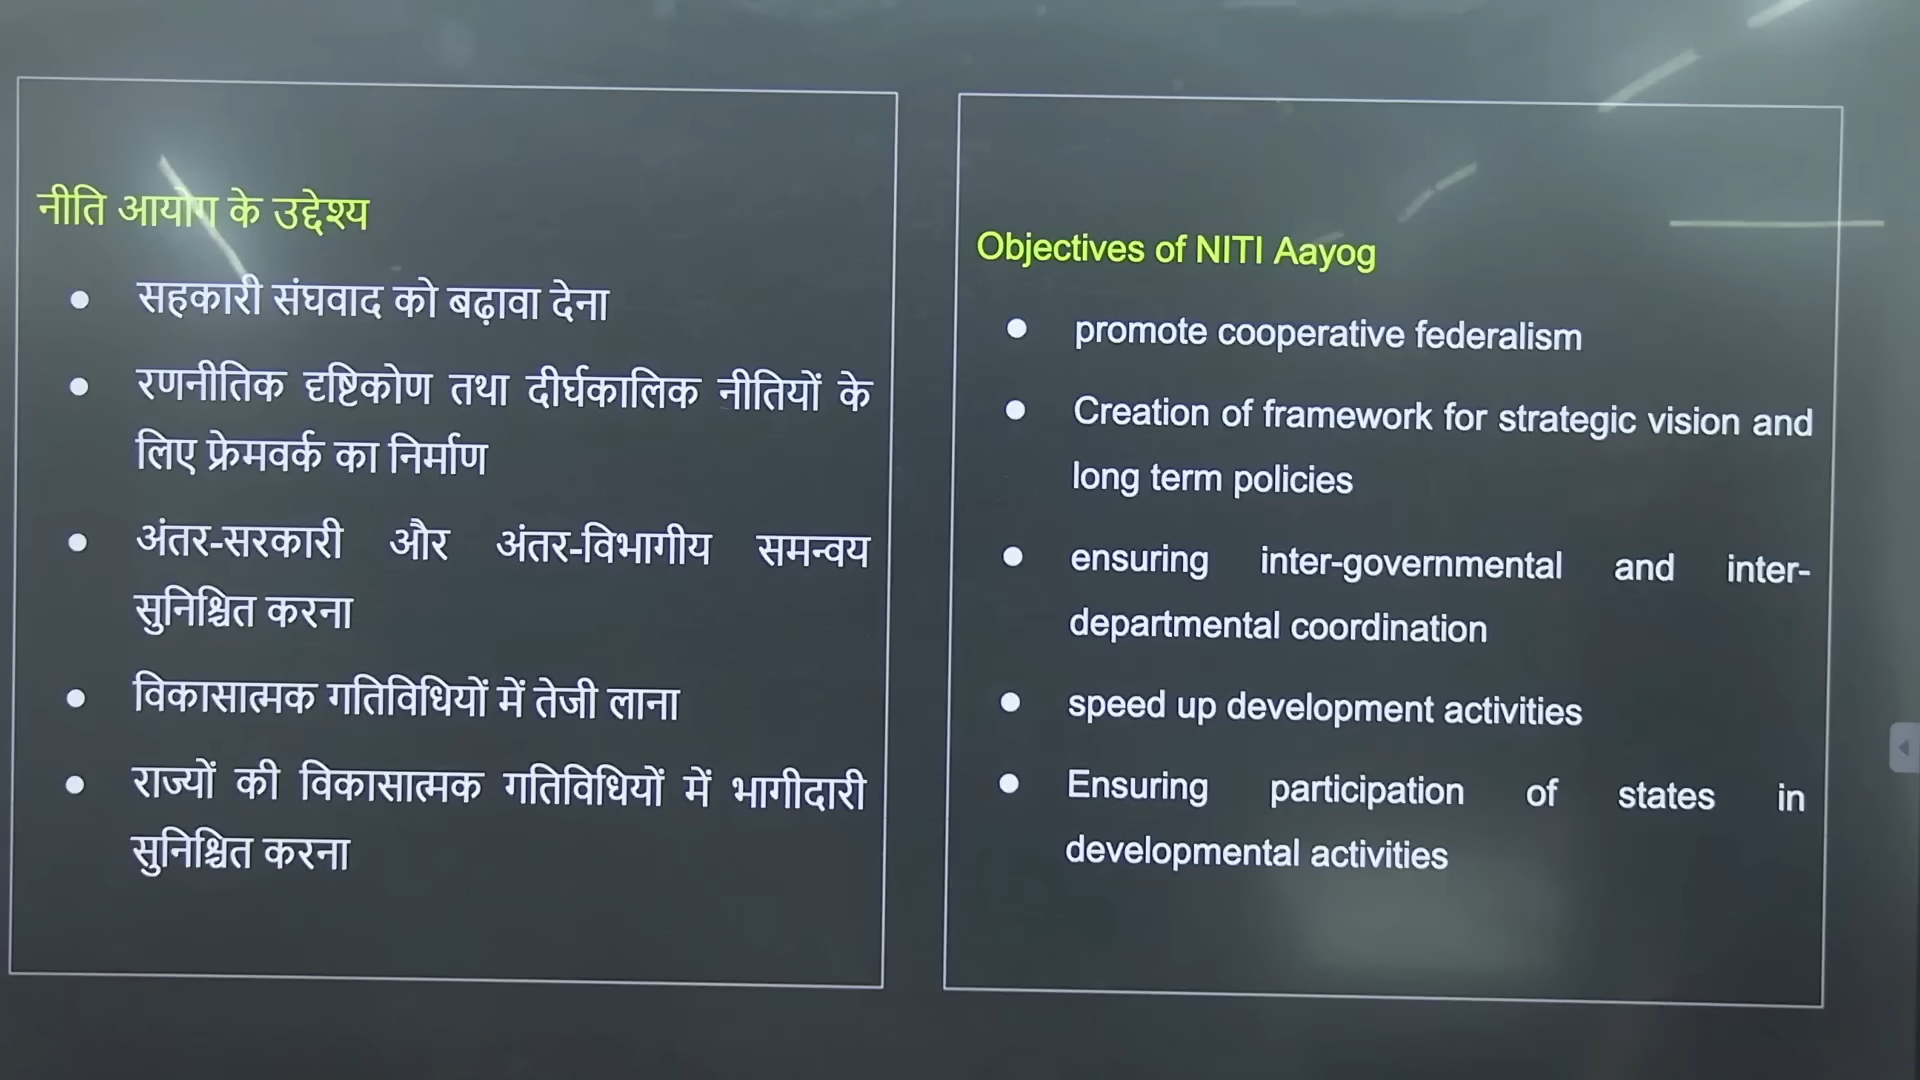 नीति आयोग के उद्देश्य
• सहकारी संघवाद को बढ़ावा देना
• रणनीतिक दृष्टिकोण तथा दीर्घकालिक नीतियों के
लिए फ्रेमवर्क का निर्माण
• अंतर-सरकारी और अंतर-विभागीय समन्वय
सुनिश्चित करना
• विकासात्मक गतिविधियों में तेजी लाना
• राज्यों की विकासात्मक गतिविधियों में भागीदारी
सुनिश्चित करना
Objectives of NITI Aayog
• promote cooperative federalism
• Creation of framework for strategic vision and
long term policies
• ensuring inter-governmental and inter-
departmental coordination
• speed up development activities
• Ensuring participation of states in
developmental activities